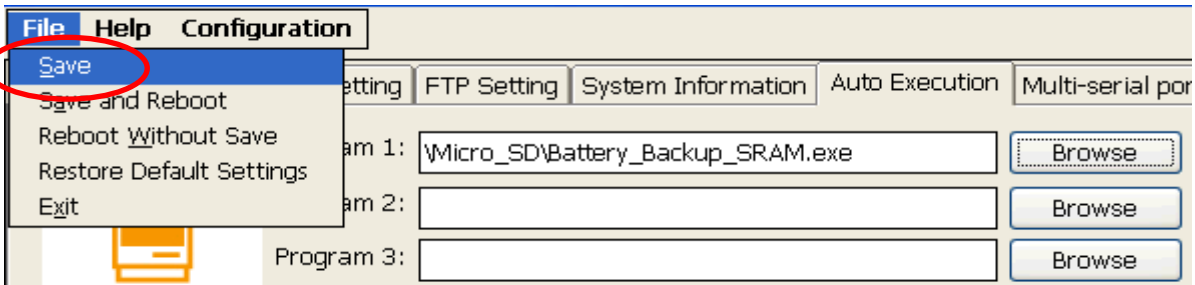 File Help Configuration
Save
etting FTP Setting System Information Auto Execution Multi-serial por
Save and Reboot
Reboot Without Save
am 1: \Micro_SD\Battery_Backup_SRAM.exe Browse
Restore Default Settings
Exit
am 2: Browse
Program 3: Browse